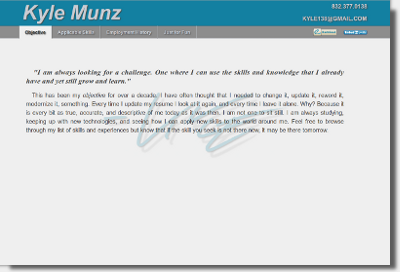 Kyle Munz
832.377.0138
KYLE138@GMAIL.COM
Objective Applicable Skills Employment History
"I am always looking for a challenge. One where I can use the skills and knowledge that I already
have and yet still grow and learn."
This has been my objective for over a decade. I have often thought that I needed to change it, update it, reword it,
modernize it, something. Every time I update my resume I look at it again, and every time I leave it alone. Why? Because it
is every bit as true, accurate, and descriptive of me today as it was then. I am not one to sit still. I am always studying,
keeping up with new technologies, and seeing how I can apply new skills to the world around me. Feel free to browse
through my list of skills and experiences but know that if the skill you seek is not there now, it may be there tomorrow